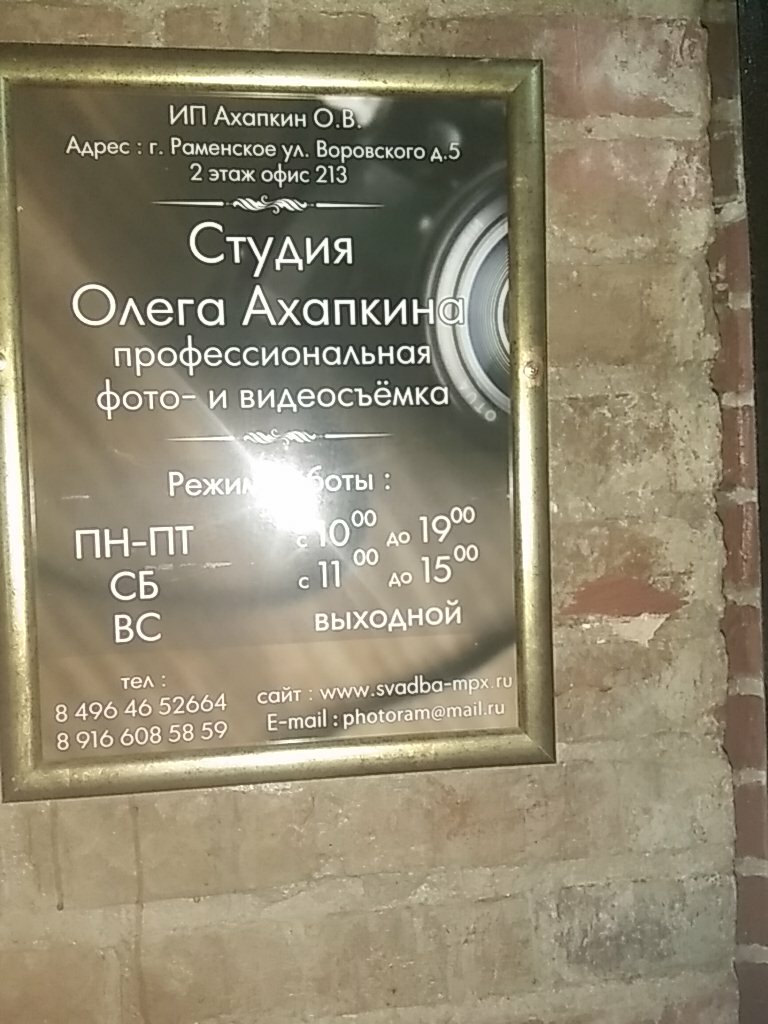 ИП Ахапкин О.В.
Адрес : г. Раменское ул. Воровского д.5
2 этаж офис 213
Студия
Олега Ахапкина
профессиональная
фото- и видеосъёмка
Режим работы :
ПН-ПТ с 10 00 до 19 00
СБ с 11 00 до 15 00
ВС выходной
тел :
8 496 46 52664
8 916 608 58 59
сайт : www.svadba-mpx.ru
E-mail : photoram@mail.ru